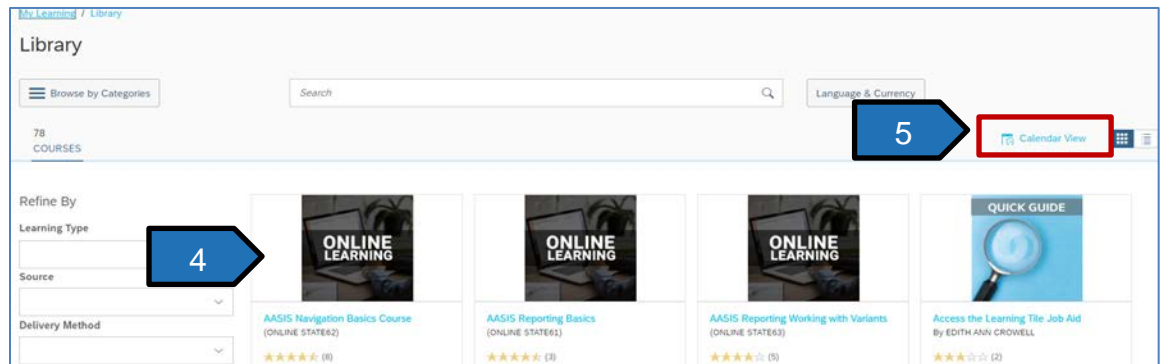 My Learning / Library
Library
Browse by Categories
Search
Language & Currency
78
COURSES
5
Calendar View
Refine By
Learning Type
4
Source
Delivery Method
ONLINE
LEARNING
AASIS Navigation Basics Course
(ONLINE STATE62)
(8)
ONLINE
LEARNING
AASIS Reporting Basics
(ONLINE STATE61)
(3)
ONLINE
LEARNING
AASIS Reporting Working with Variants
(ONLINE STATE63)
(5)
QUICK GUIDE
Access the Learning Tile Job Aid
By EDITH ANN CROWELL
(2)